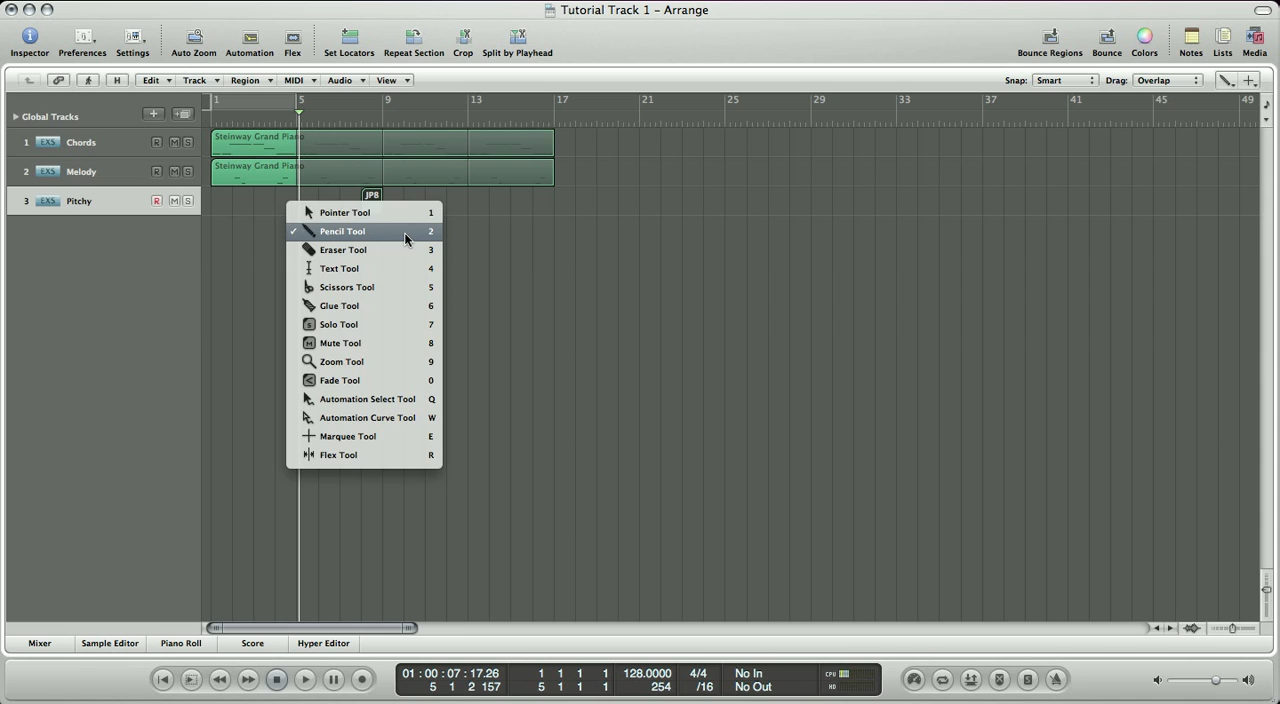 Tutorial Track 1 – Arrange
Inspector Preferences Settings Auto Zoom Automation Flex Set Locators Repeat Section Crop Split by Playhead Bounce Regions Bounce Colors Notes Lists Media
H Edit Track Region MIDI Audio View Snap: Smart Drag: Overlap
Global Tracks
1 5 9 13 17 21 25 29 33 37 41 45 49
1 EXS Chords R M S
Steinway Grand Piano
2 EXS Melody R M S
Steinway Grand Piano
3 EXS Pitchy R M S
JP8
Pointer Tool 1
Pencil Tool 2
Eraser Tool 3
Text Tool 4
Scissors Tool 5
Glue Tool 6
Solo Tool 7
Mute Tool 8
Zoom Tool 9
Fade Tool 0
Automation Select Tool Q
Automation Curve Tool W
Marquee Tool E
Flex Tool R
Mixer Sample Editor Piano Roll Score Hyper Editor
01 : 00 : 07 : 17.26 1 1 1 1 128.0000 4/4 No In CPU
5 1 2 157 5 1 1 1 254 /16 No Out HD